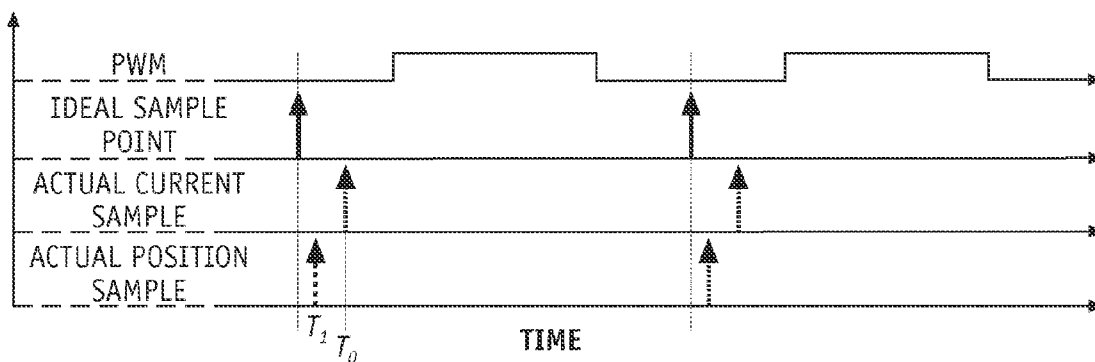 PWM
IDEAL SAMPLE
POINT
ACTUAL CURRENT
SAMPLE
ACTUAL POSITION
SAMPLE
T₁
T₀
TIME